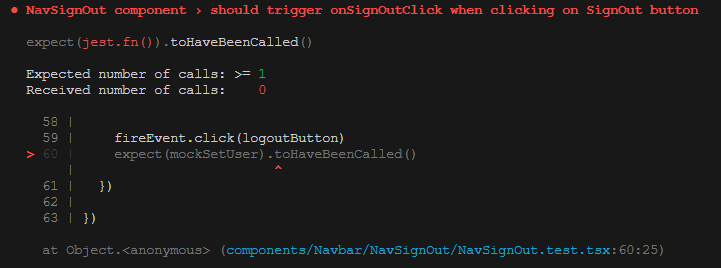 ● NavSignOut component › should trigger onSignOutClick when clicking on SignOut button
expect(jest.fn()).toHaveBeenCalled()
Expected number of calls: >= 1
Received number of calls:    0
58 |
59 |     fireEvent.click(logoutButton)
> 60 |     expect(mockSetUser).toHaveBeenCalled()
|                         ^
61 |   })
62 |
63 | })
at Object.<anonymous> (components/Navbar/NavSignOut/NavSignOut.test.tsx:60:25)